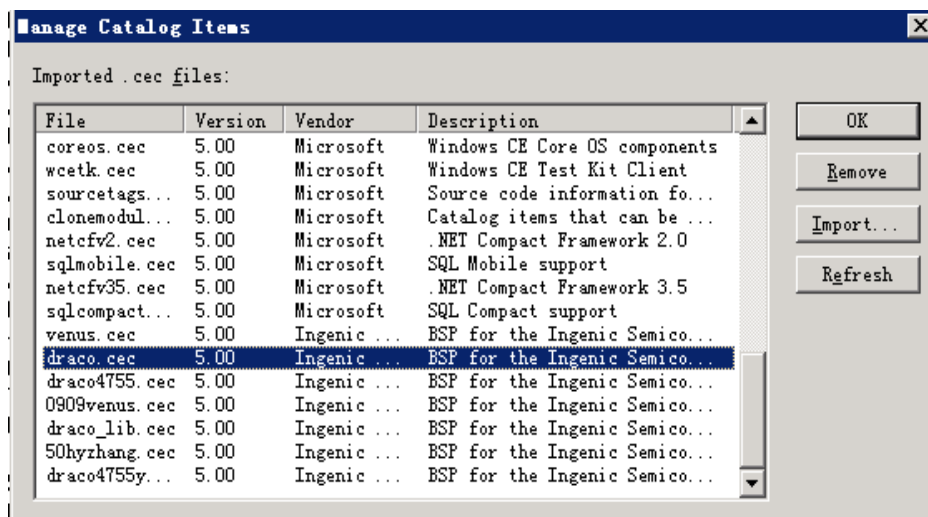 Manage Catalog Items
Imported .cec files:
File Version Vendor Description
coreos.cec 5.00 Microsoft Windows CE Core OS components
wcetk.cec 5.00 Microsoft Windows CE Test Kit Client
sourcetags... 5.00 Microsoft Source code information fo...
clonemodul... 5.00 Microsoft Catalog items that can be ...
netcfv2.cec 5.00 Microsoft .NET Compact Framework 2.0
sqlmobile.cec 5.00 Microsoft SQL Mobile support
netcfv35.cec 5.00 Microsoft .NET Compact Framework 3.5
sqlcompact... 5.00 Microsoft SQL Compact support
venus.cec 5.00 Ingenic ... BSP for the Ingenic Semico...
draco.cec 5.00 Ingenic ... BSP for the Ingenic Semico...
draco4755.cec 5.00 Ingenic ... BSP for the Ingenic Semico...
0909venus.cec 5.00 Ingenic ... BSP for the Ingenic Semico...
draco_lib.cec 5.00 Ingenic ... BSP for the Ingenic Semico...
50hyzhang.cec 5.00 Ingenic ... BSP for the Ingenic Semico...
draco4755y... 5.00 Ingenic ... BSP for the Ingenic Semico...
OK
Remove
Import...
Refresh